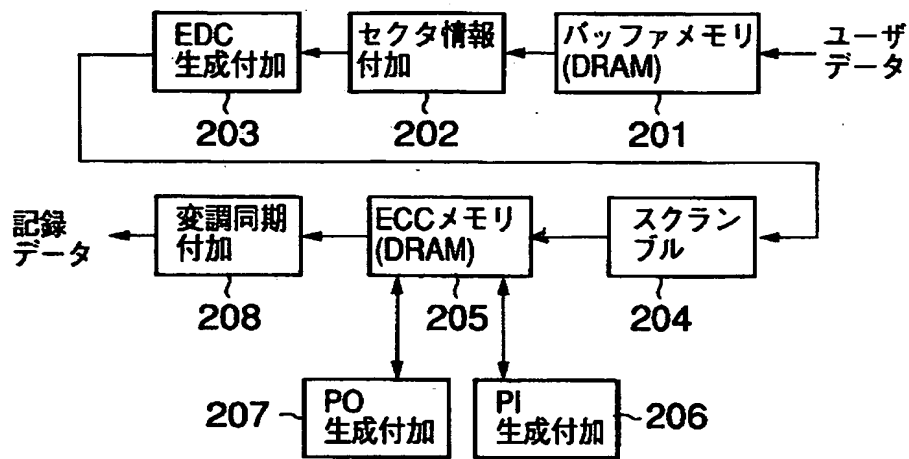 EDC
生成付加
203
セクタ情報
付加
202
バッファメモリ
(DRAM)
201
ユーザ
データ
記録
データ
変調同期
付加
208
ECCメモリ
(DRAM)
205
スクラン
ブル
204
207
PO
生成付加
PI
生成付加
206